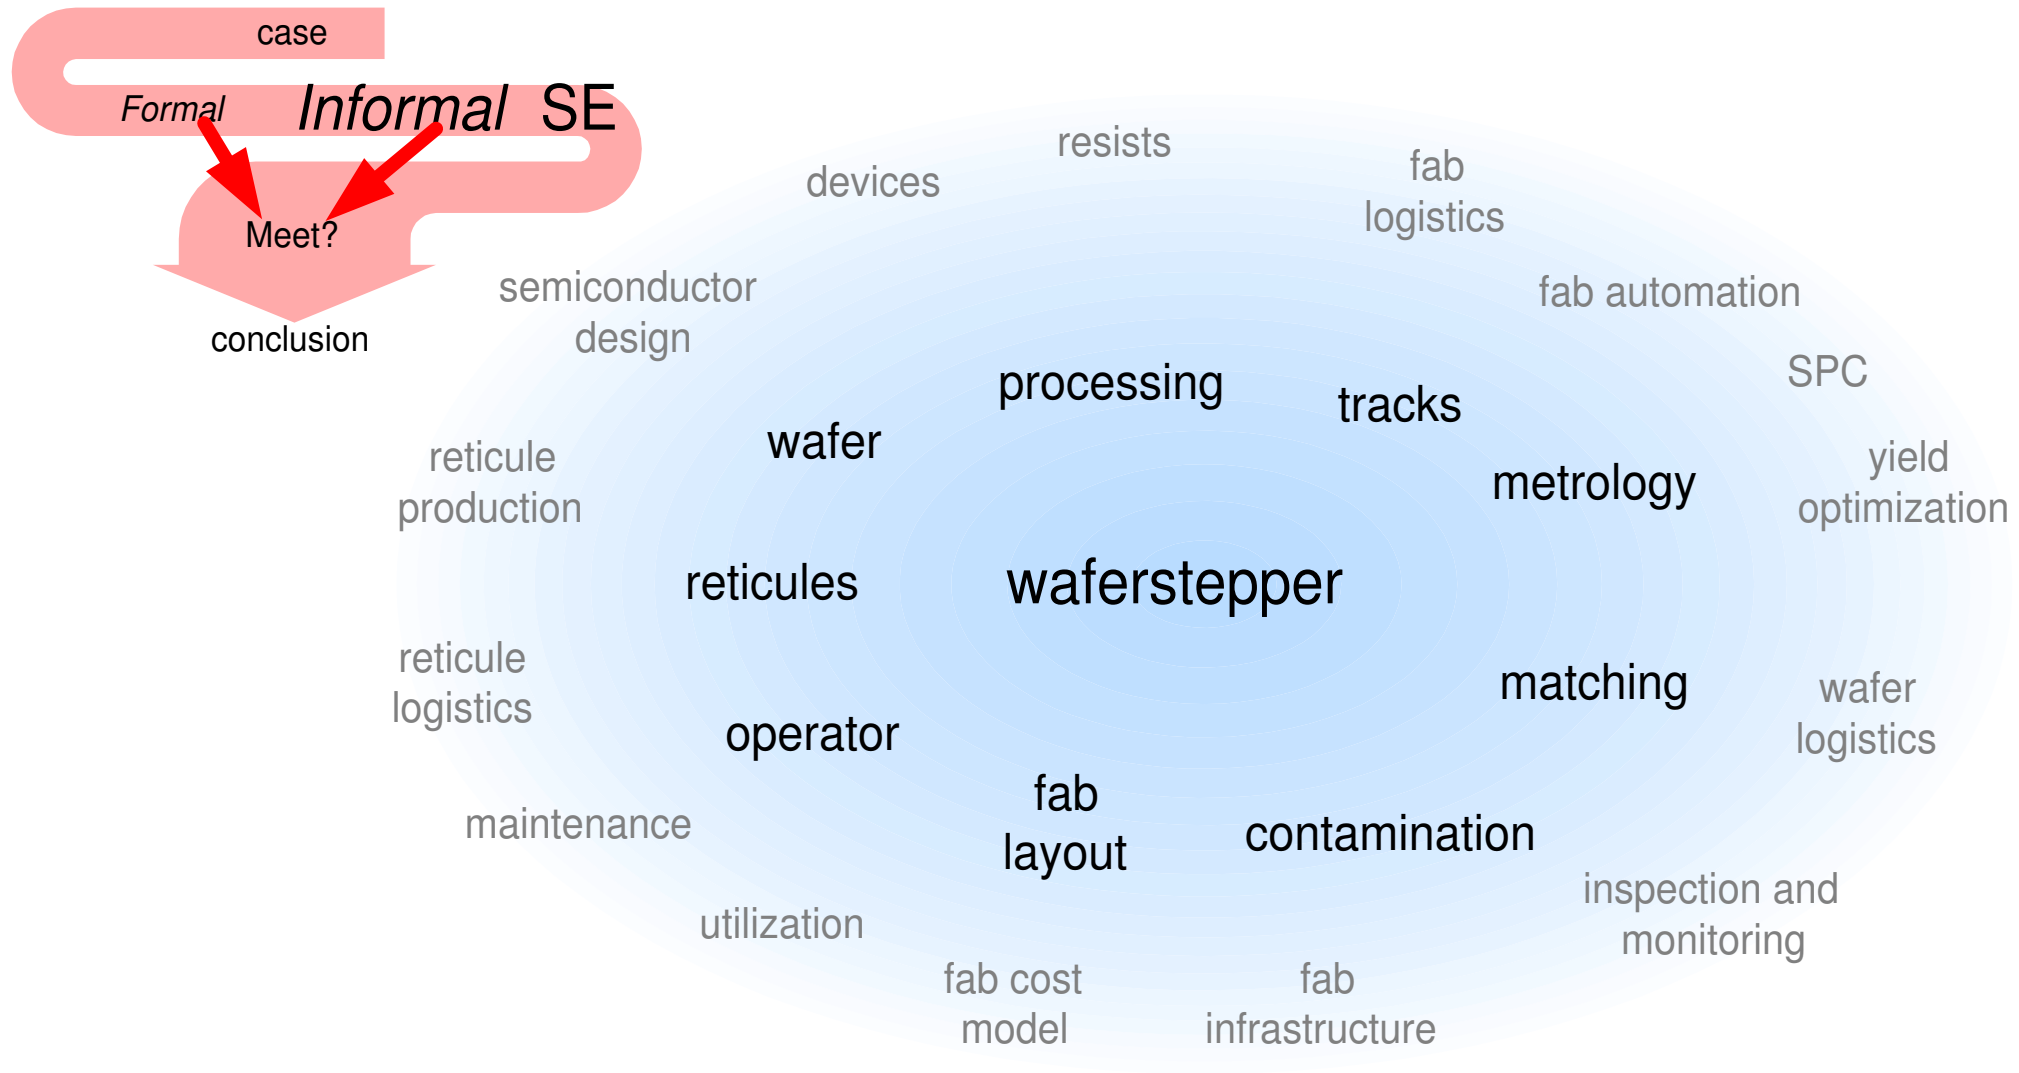 case
Formal Informal SE
Meet?
conclusion
resists
devices
fab
logistics
semiconductor
design
fab automation
processing
tracks
SPC
wafer
metrology
reticule
production
yield
optimization
reticules
waferstepper
reticule
logistics
matching
wafer
logistics
operator
fab
layout
maintenance
contamination
inspection and
monitoring
utilization
fab cost
model
fab
infrastructure